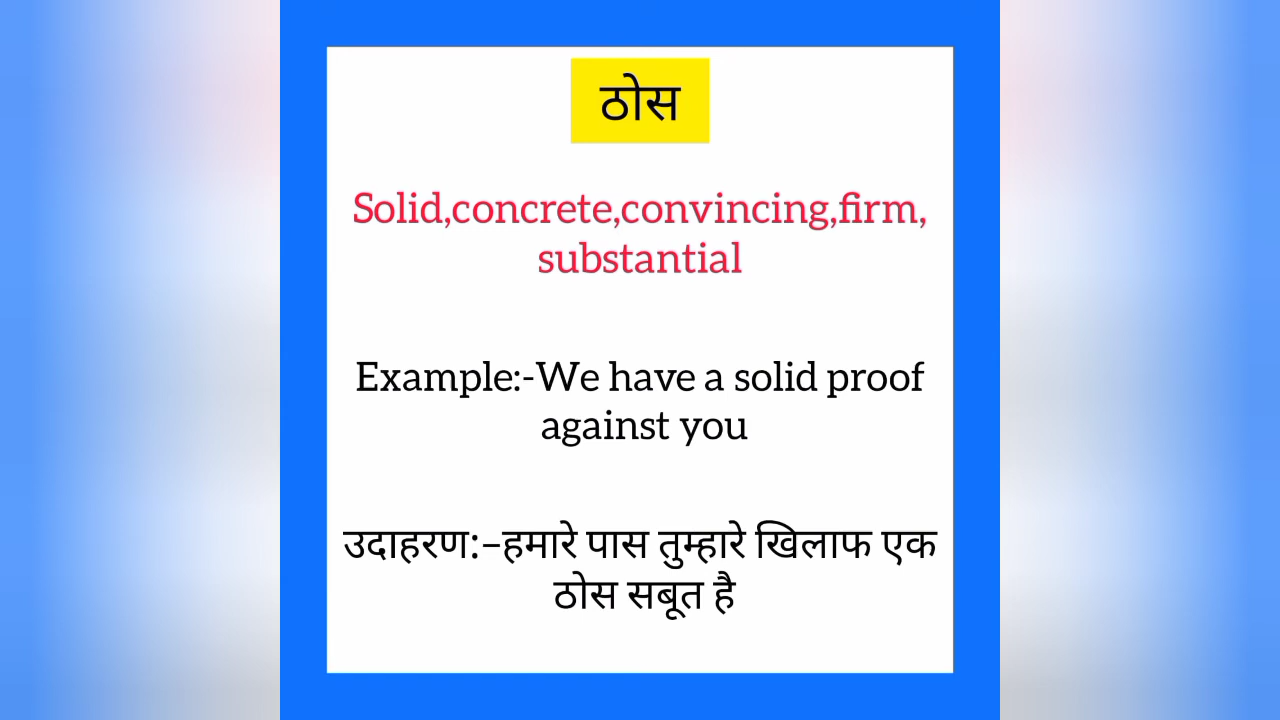 ठोस
Solid,concrete,convincing,firm,
substantial
Example:-We have a solid proof
against you
उदाहरण:–हमारे पास तुम्हारे खिलाफ एक
ठोस सबूत है